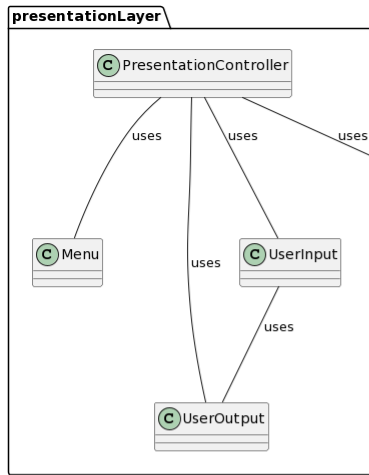 presentationLayer
C PresentationController
uses
uses
uses
C Menu
C UserInput
uses
uses
C UserOutput